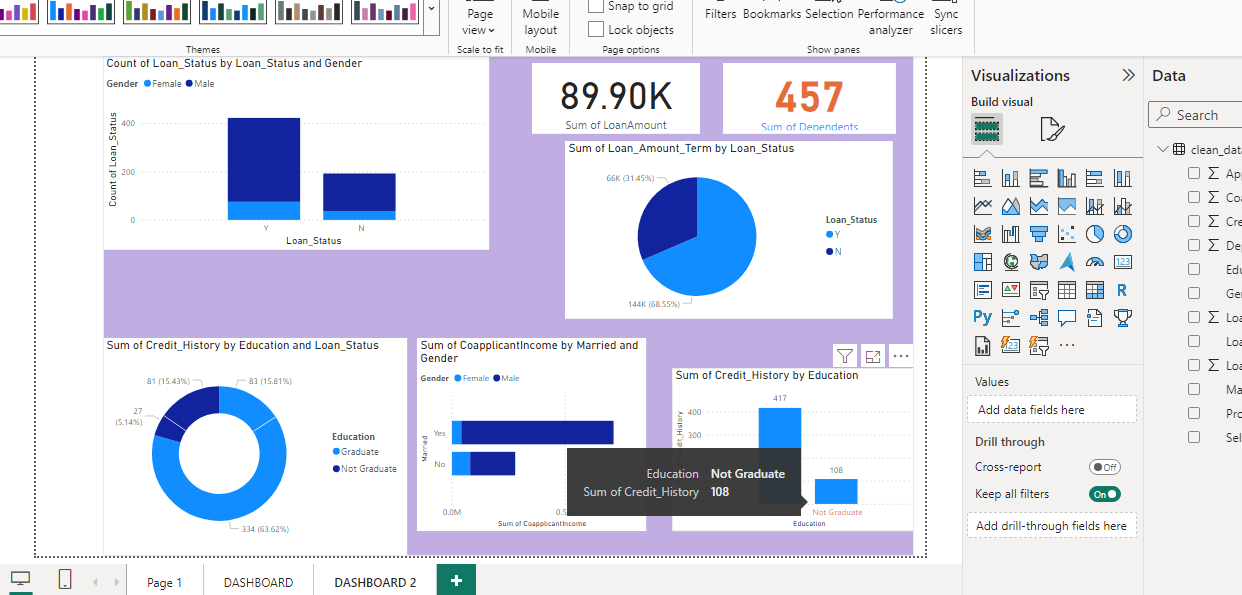 Page
view
Mobile
layout
Snap to grid
Lock objects
Filters
Bookmarks
Selection
Performance
analyzer
Sync
slicers
Themes
Scale to fit
Mobile
Page options
Show panes
Count of Loan_Status by Loan_Status and Gender
Gender Female Male
Count of Loan_Status
400
200
0
Y
N
Loan_Status
89.90K
Sum of LoanAmount
457
Sum of Dependents
Sum of Loan_Amount_Term by Loan_Status
66K (31.45%)
144K (68.55%)
Loan_Status
Y
N
Sum of Credit_History by Education and Loan_Status
81 (15.43%)
83 (15.81%)
27
(5.14%)
334 (63.62%)
Education
Graduate
Not Graduate
Sum of CoapplicantIncome by Married and
Gender
Gender Female Male
Married
Yes
No
0.0M
Sum of CoapplicantIncome
Sum of Credit_History by Education
417
400
300
108
Education Not Graduate
Sum of Credit_History 108
Not Graduate
Education
Visualizations
Build visual
123
R
Py
123
Values
Add data fields here
Drill through
Cross-report
Off
Keep all filters
On
Add drill-through fields here
Data
Search
clean_dat
Ap
Coa
Cre
De
Edu
Ge
Loa
Loa
Loa
Ma
Pro
Sel
Page 1
DASHBOARD
DASHBOARD 2